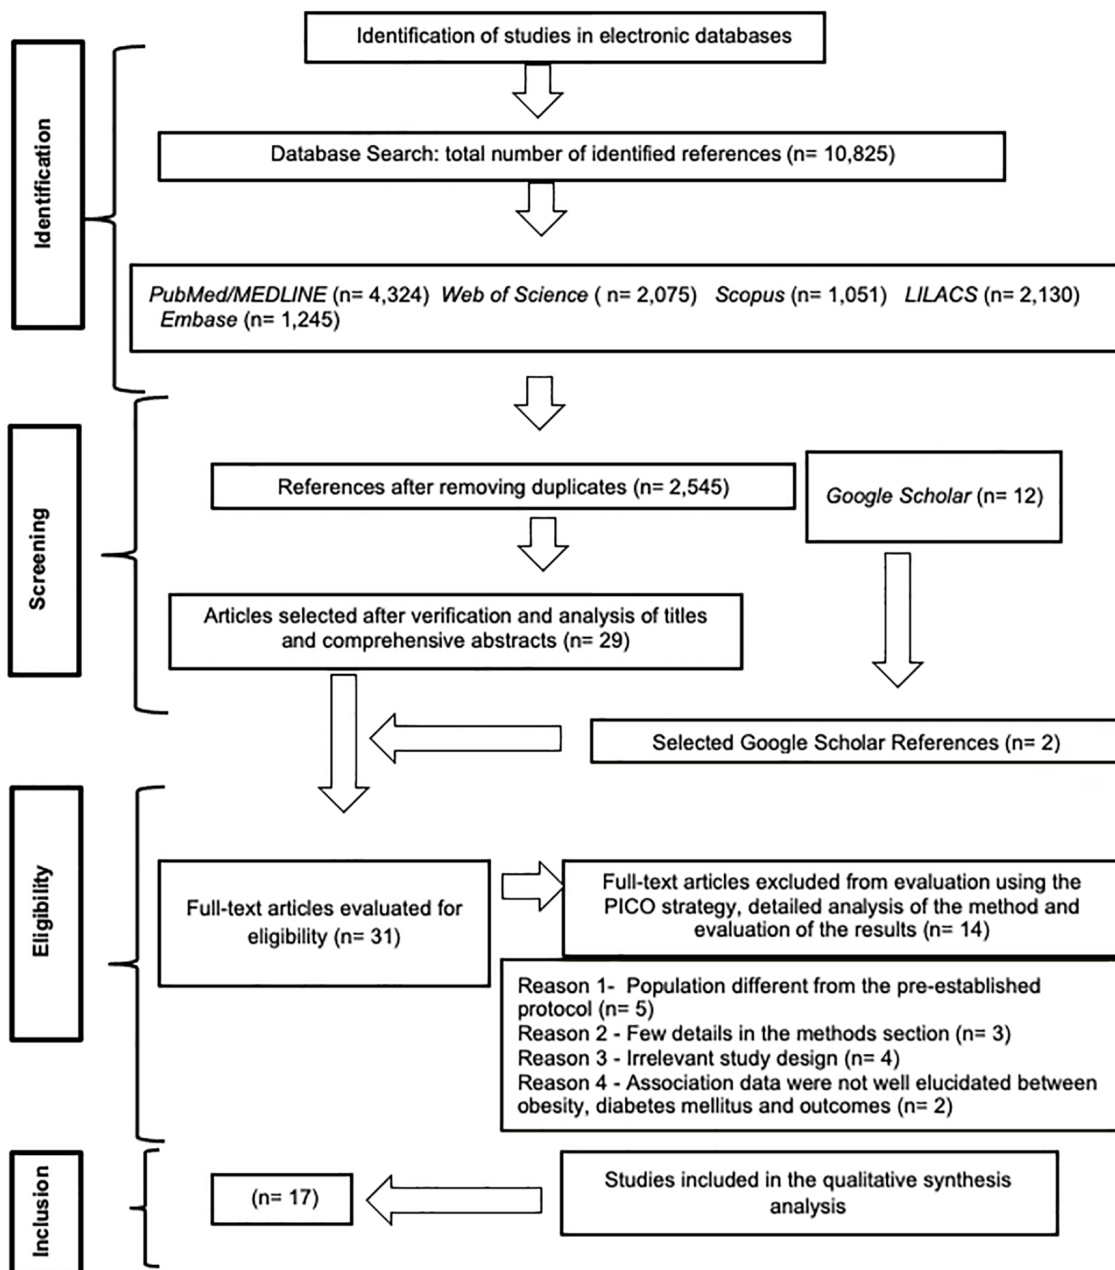 Identification of studies in electronic databases
Identification
Database Search: total number of identified references (n= 10,825)
PubMed/MEDLINE (n= 4,324) Web of Science ( n= 2,075) Scopus (n= 1,051) LILACS (n= 2,130)
Embase (n= 1,245)
Screening
References after removing duplicates (n= 2,545)
Google Scholar (n= 12)
Articles selected after verification and analysis of titles
and comprehensive abstracts (n= 29)
Selected Google Scholar References (n= 2)
Eligibility
Full-text articles evaluated for
eligibility (n= 31)
Full-text articles excluded from evaluation using the
PICO strategy, detailed analysis of the method and
evaluation of the results (n= 14)
Reason 1- Population different from the pre-established
protocol (n= 5)
Reason 2 - Few details in the methods section (n= 3)
Reason 3 - Irrelevant study design (n= 4)
Reason 4 - Association data were not well elucidated between
obesity, diabetes mellitus and outcomes (n= 2)
Inclusion
(n= 17)
Studies included in the qualitative synthesis
analysis